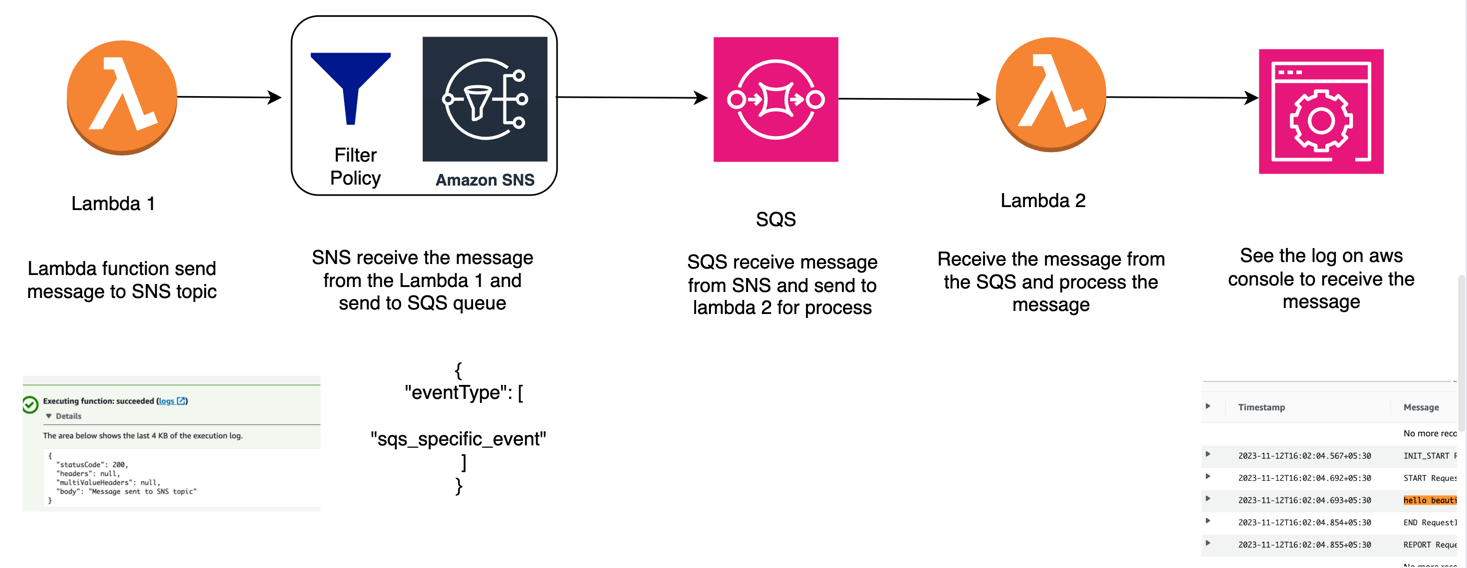 Filter
Policy
Amazon SNS
Lambda 1
SQS
Lambda 2
Lambda function send
message to SNS topic
SNS receive the message
from the Lambda 1 and
send to SQS queue
SQS receive message
from SNS and send to
lambda 2 for process
Receive the message from
the SQS and process the
message
See the log on aws
console to receive the
message
Executing function: succeeded (logs)
▼ Details
The area below shows the last 4 KB of the execution log.
{
"statusCode": 200,
"headers": null,
"multiValueHeaders": null,
"body": "Message sent to SNS topic"
}
{
"eventType": [
"sqs_specific_event"
]
}
Timestamp Message
No more reco
2023-11-12T16:02:04.567+05:30 INIT_START R
2023-11-12T16:02:04.692+05:30 START Reques
2023-11-12T16:02:04.693+05:30 hello beauti
2023-11-12T16:02:04.854+05:30 END RequestI
2023-11-12T16:02:04.855+05:30 REPORT Reque
No more reco